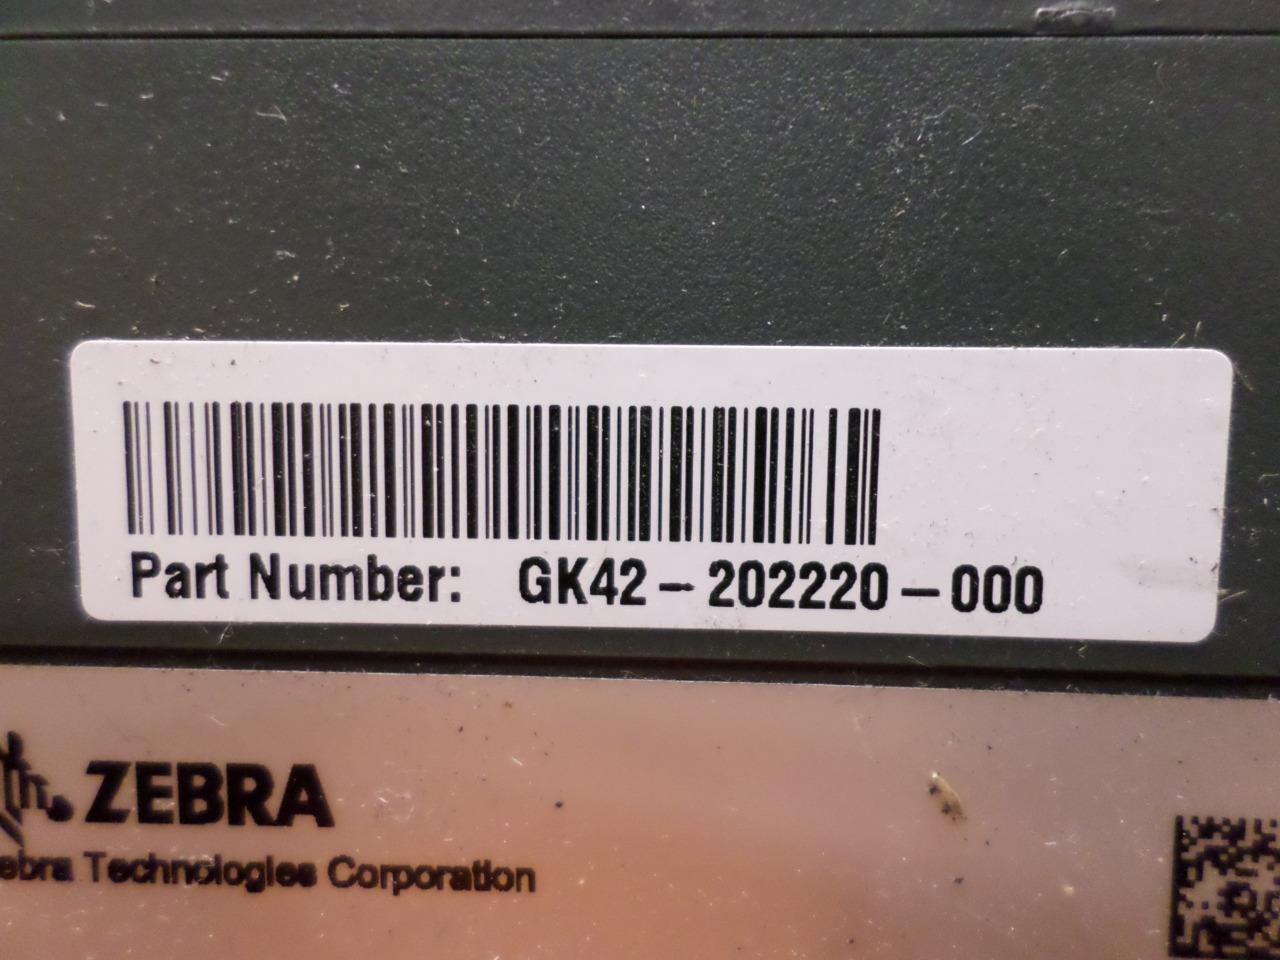 Part Number: GK42-202220-000
ZEBRA
Technologies Corporation